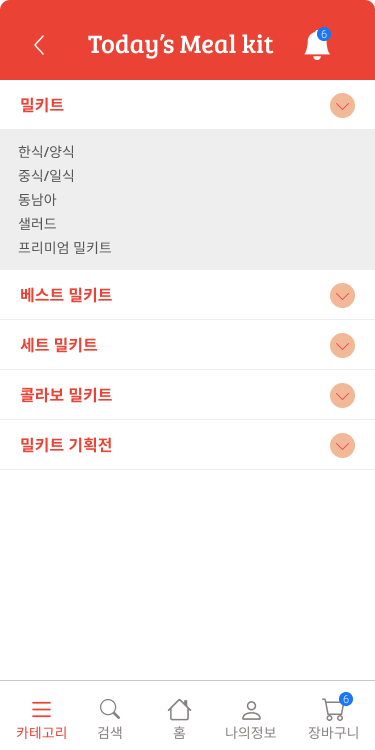 Today's Meal kit
6
밀키트
한식/양식
중식/일식
동남아
샐러드
프리미엄 밀키트
베스트 밀키트
세트 밀키트
콜라보 밀키트
밀키트 기획전
6
카테고리 검색 홈 나의정보 장바구니